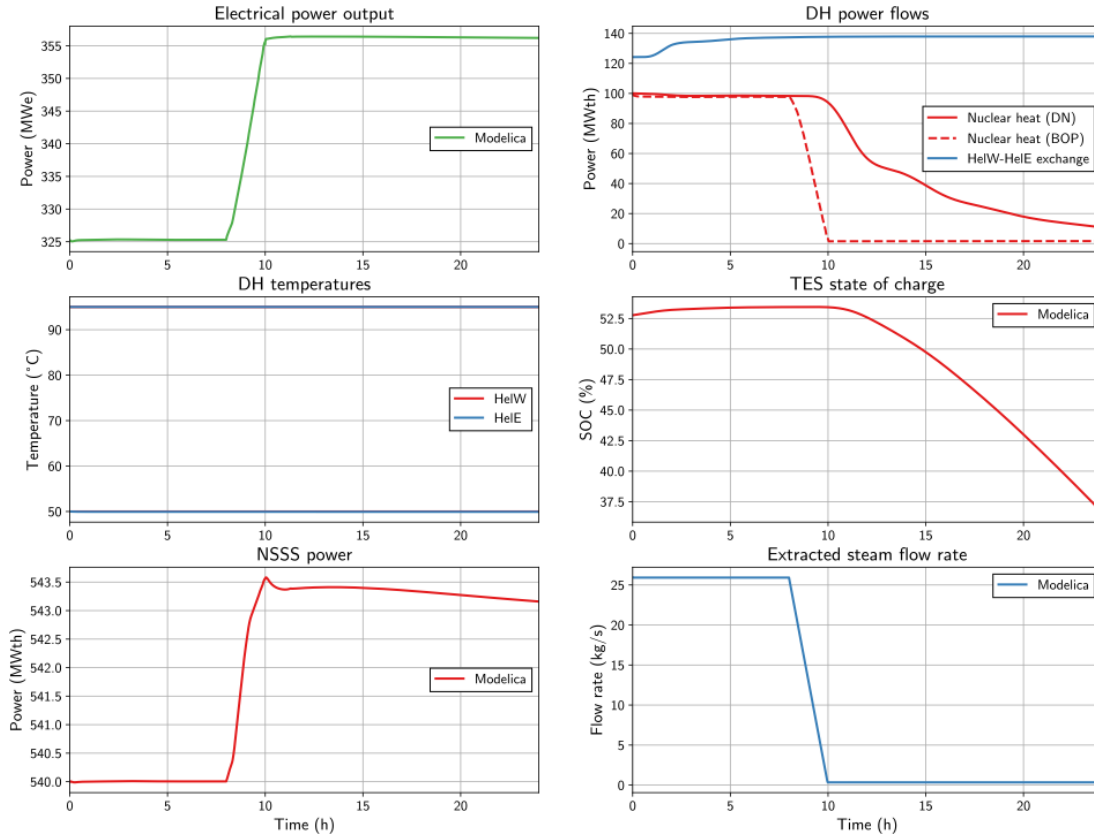 Electrical power output
Power (MWe)
355
350
345
340
335
330
325
0 5 10 15 20
Modelica
DH power flows
Power (MWth)
140
120
100
80
60
40
20
0
0 5 10 15 20
Nuclear heat (DN)
Nuclear heat (BOP)
HelW-HelE exchange
DH temperatures
Temperature (°C)
90
80
70
60
50
0 5 10 15 20
HelW
HelE
TES state of charge
SOC (%)
52.5
50.0
47.5
45.0
42.5
40.0
37.5
0 5 10 15 20
Modelica
NSSS power
Power (MWth)
543.5
543.0
542.5
542.0
541.5
541.0
540.5
540.0
0 5 10 15 20
Time (h)
Modelica
Extracted steam flow rate
Flow rate (kg/s)
25
20
15
10
5
0
0 5 10 15 20
Time (h)
Modelica